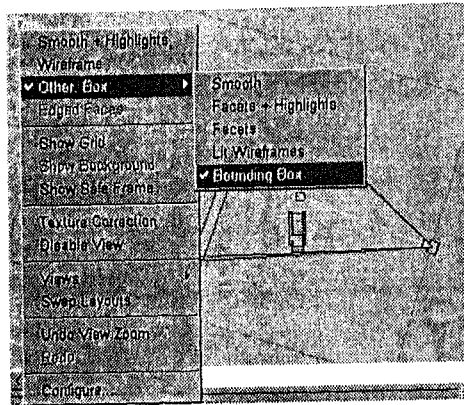 Smooth + Highlights
Wireframe
Other: Box
Edged Faces
Show Grid
Show Background
Show Safe Frame
Texture Correction
Disable View
Views
Swap Layouts
Undo View Zoom
Redo
Configure...
Smooth
Facets + Highlights
Facets
Lit Wireframes
Bounding Box